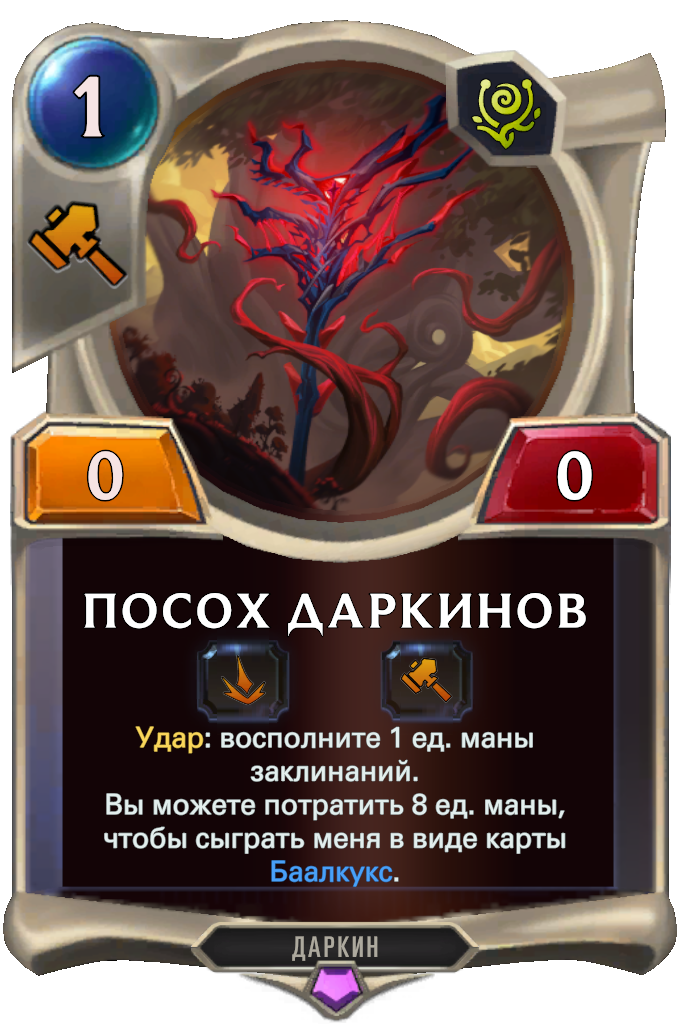 1
0
0
ПОСОХ ДАРКИНОВ
Удар: восполните 1 ед. маны
заклинаний.
Вы можете потратить 8 ед. маны,
чтобы сыграть меня в виде карты
Баалкукс.
ДАРКИН